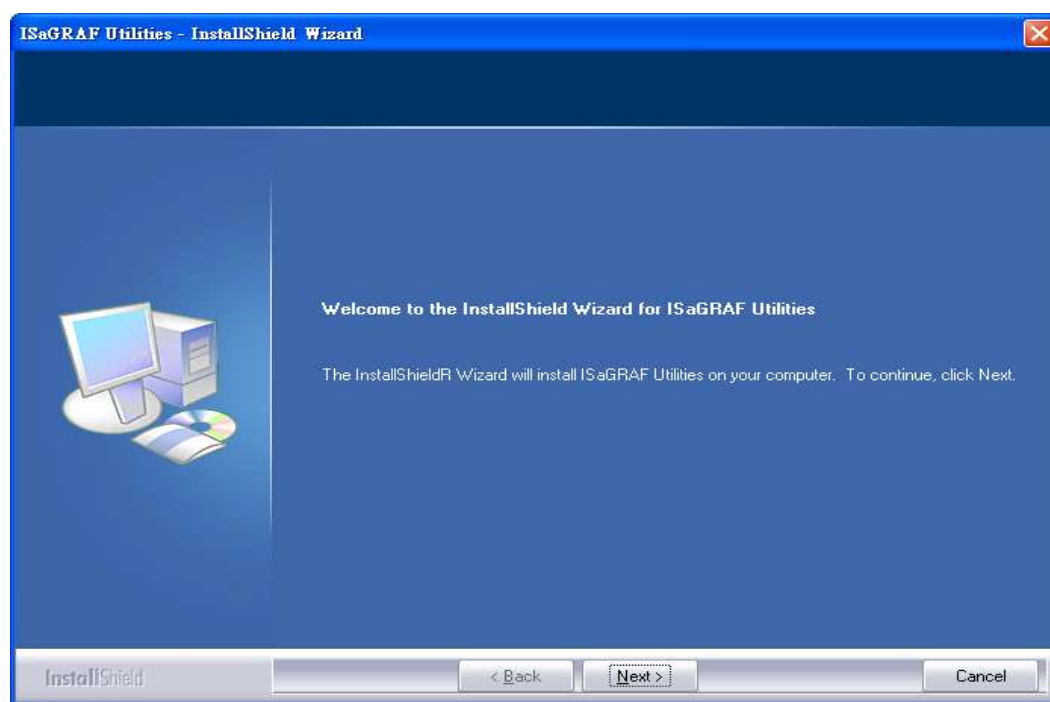 ISaGRAF Utilities - InstallShield Wizard
Welcome to the InstallShield Wizard for ISaGRAF Utilities
The InstallShieldR Wizard will install ISaGRAF Utilities on your computer. To continue, click Next.
InstallShield
< Back
Next >
Cancel